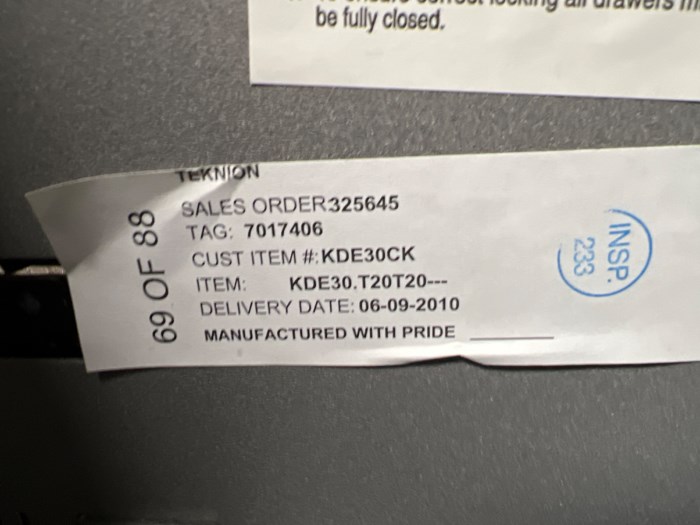 be fully closed.
TEKNION
SALES ORDER325645
TAG: 7017406
CUST ITEM #:KDE30CK
ITEM: KDE30.T20T20---
DELIVERY DATE: 06-09-2010
MANUFACTURED WITH PRIDE
69 OF 88
INSP.
233